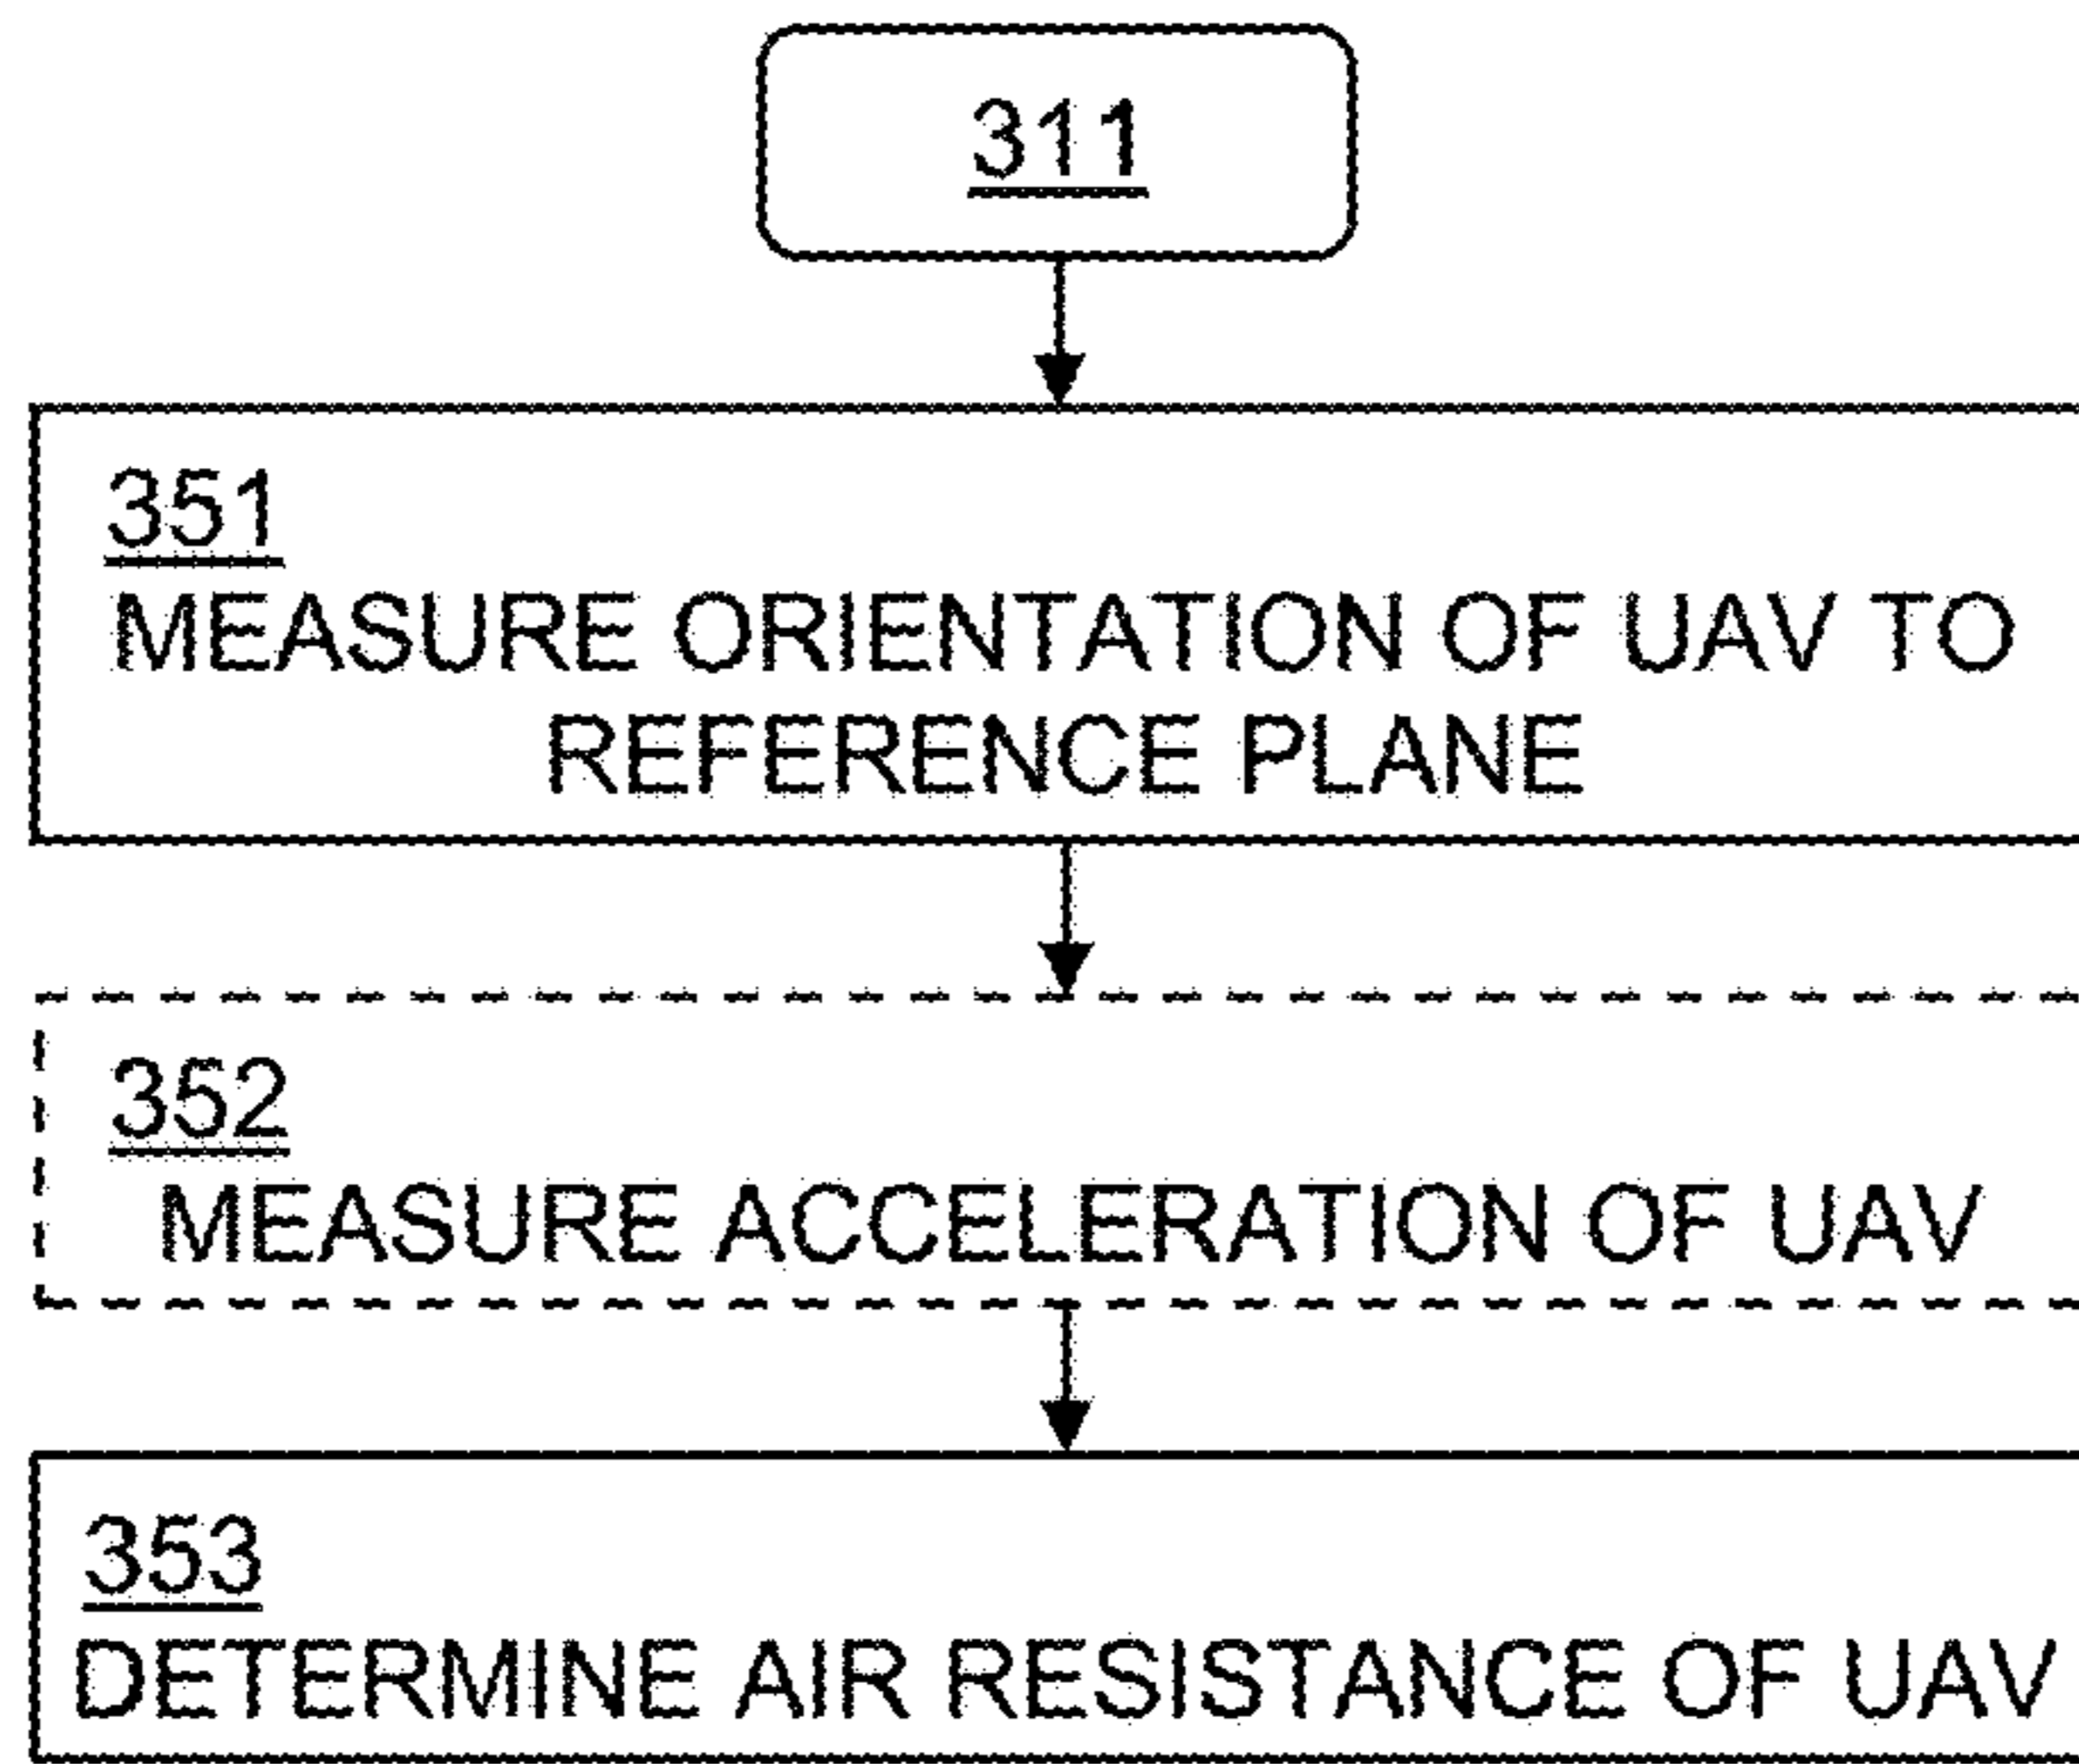 311
351
MEASURE ORIENTATION OF UAV TO
REFERENCE PLANE
352
MEASURE ACCELERATION OF UAV
353
DETERMINE AIR RESISTANCE OF UAV